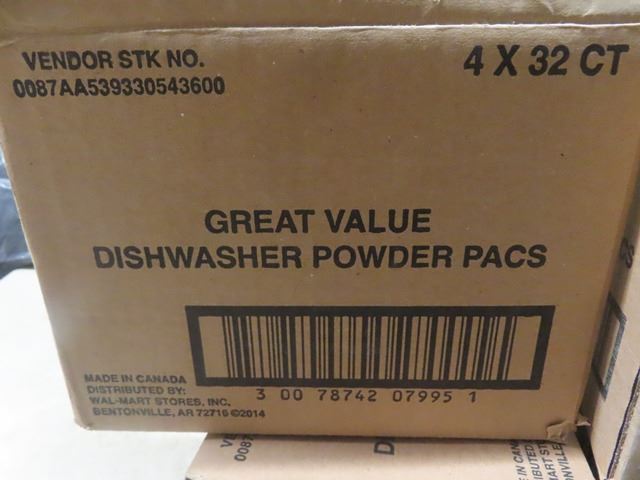 VENDOR STK NO.
0087AA539330543600
4 X 32 CT
GREAT VALUE
DISHWASHER POWDER PACS
3 00 78742 07995 1
MADE IN CANADA
DISTRIBUTED BY:
WAL-MART STORES, INC.
BENTONVILLE, AR 72716 ©2014